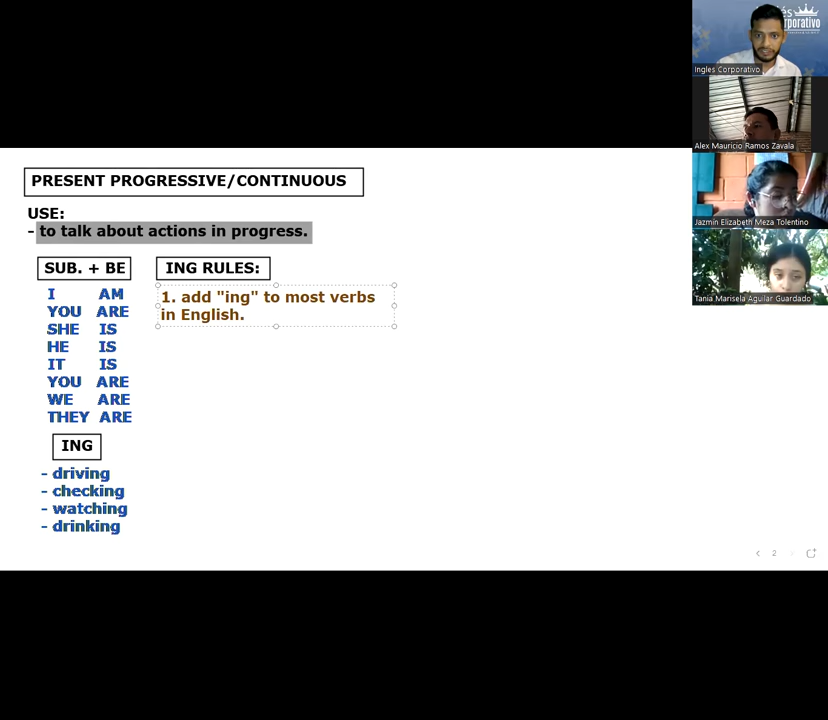 PRESENT PROGRESSIVE/CONTINUOUS
USE:
- to talk about actions in progress.
SUB. + BE
I AM
YOU ARE
SHE IS
HE IS
IT IS
YOU ARE
WE ARE
THEY ARE
ING
- driving
- checking
- watching
- drinking
ING RULES:
1. add "ing" to most verbs
in English.
2
Ingles Corporativo
Alex Mauricio Ramos Zavala
Jazmín Elizabeth Meza Tolentino
Tania Marisela Aguilar Guardado